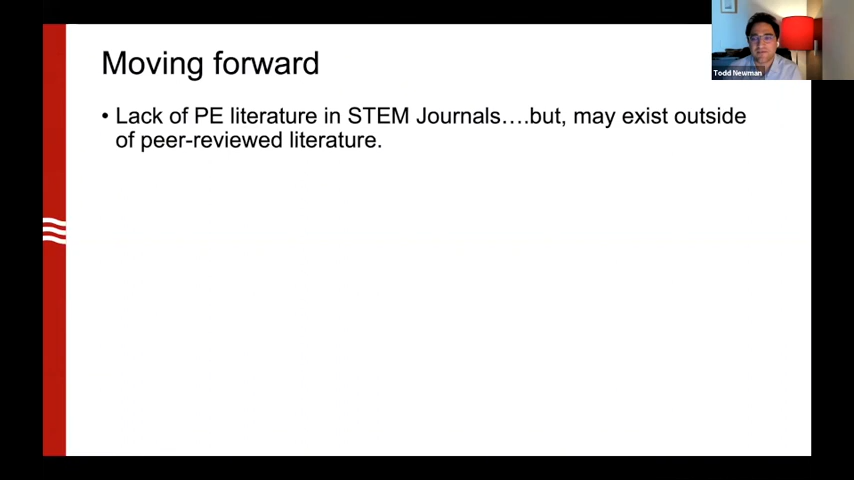 Moving forward
• Lack of PE literature in STEM Journals….but, may exist outside
of peer-reviewed literature.
Todd Newman